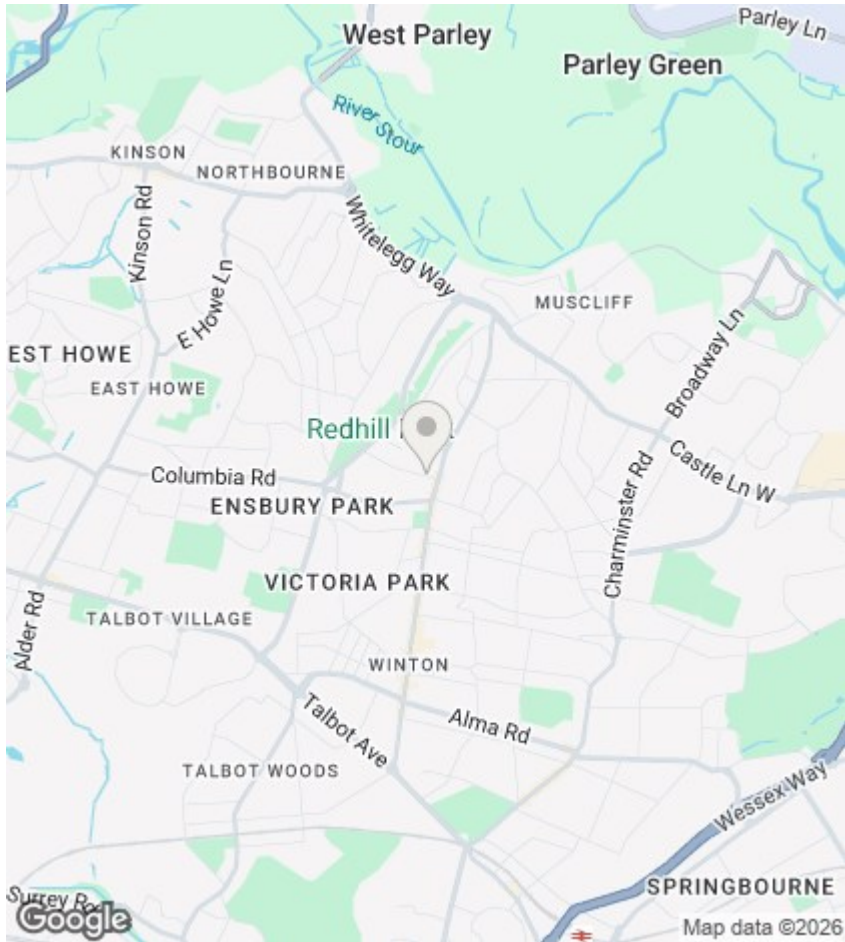 West Parley
Parley Ln
Parley Green
River Stour
KINSON
NORTHBOURNE
Kinson Rd
Whitelegg Way
E Howe Ln
MUSCLIFF
EST HOWE
EAST HOWE
Broadway Ln
Redhill
Columbia Rd
Castle Ln W
ENSBURY PARK
Charminster Rd
VICTORIA PARK
Alder Rd
TALBOT VILLAGE
WINTON
Talbot Ave
Alma Rd
TALBOT WOODS
Wessex Way
Surrey Rd
SPRINGBOURNE
Google
Map data ©2026